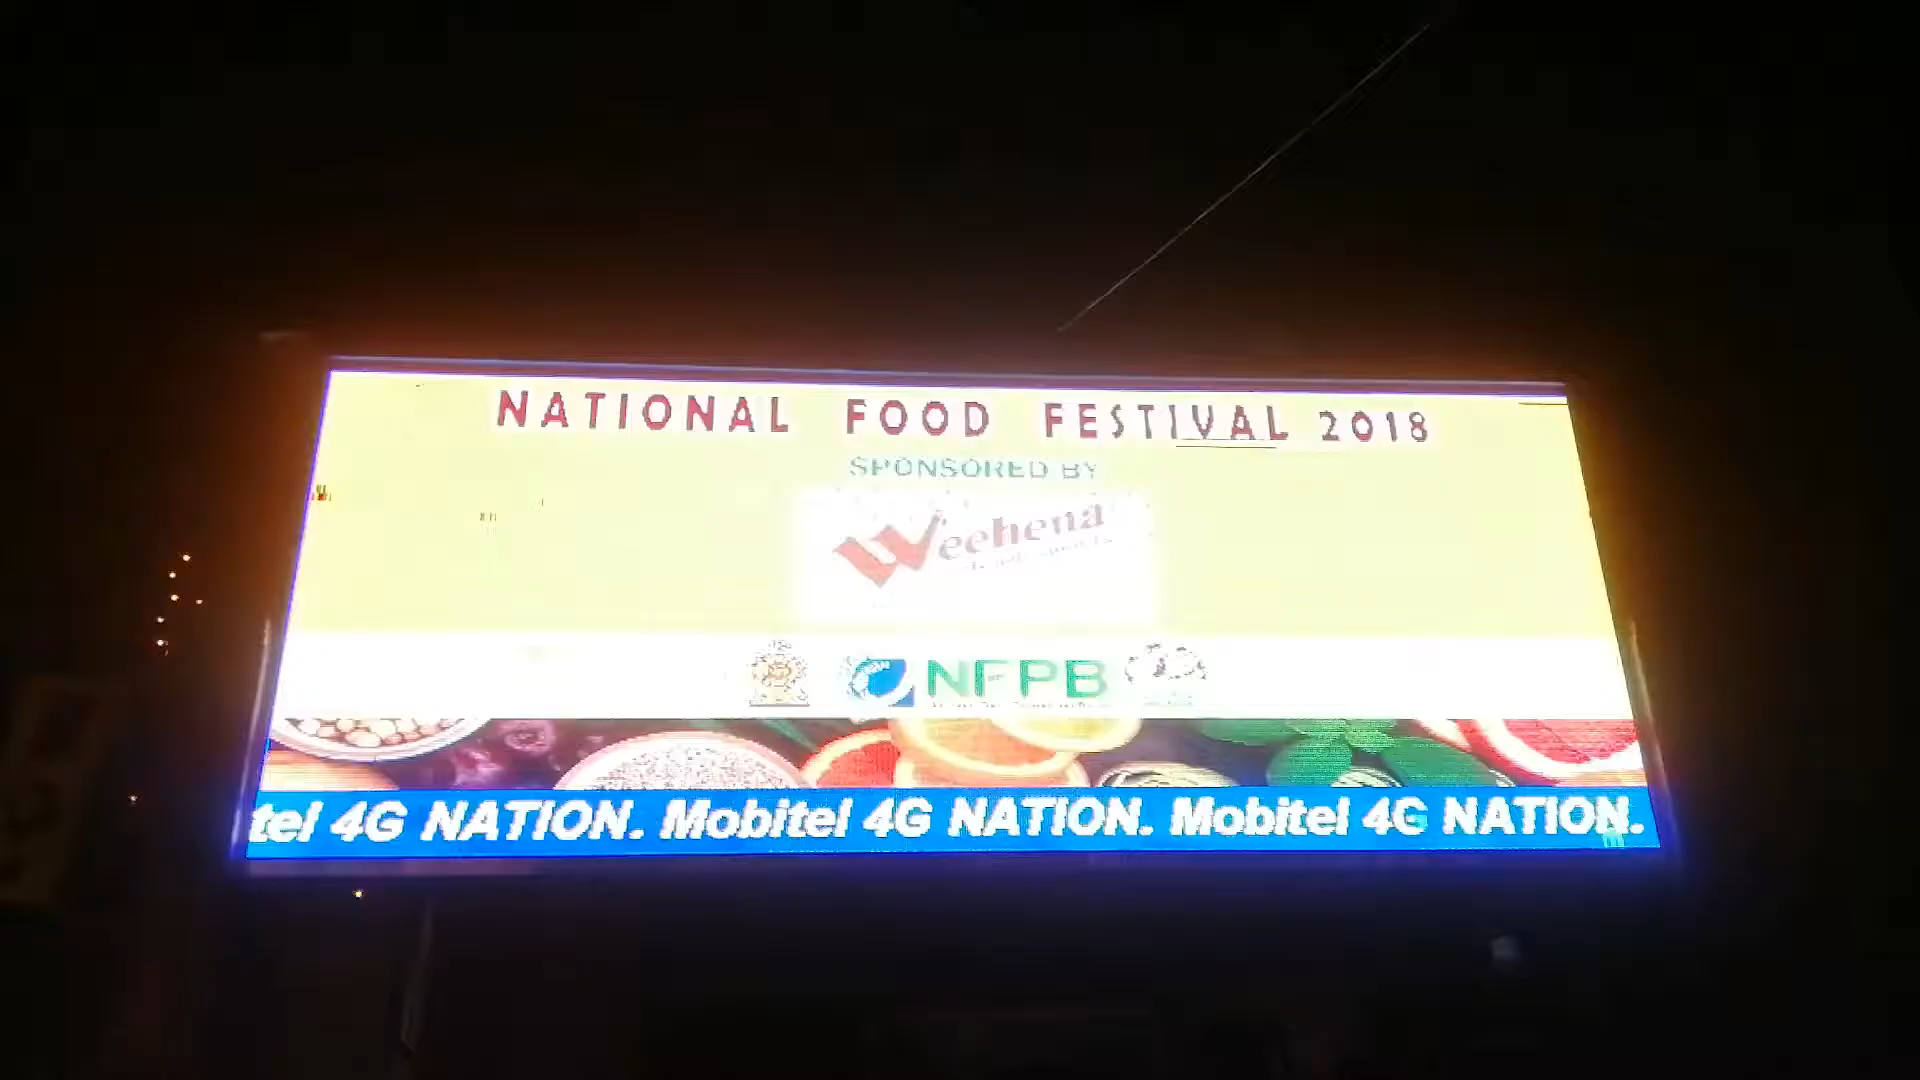 NATIONAL FOOD FESTIVAL 2018
SPONSORED BY
Weehena
NFPB
tel 4G NATION. Mobitel 4G NATION. Mobitel 4G NATION.